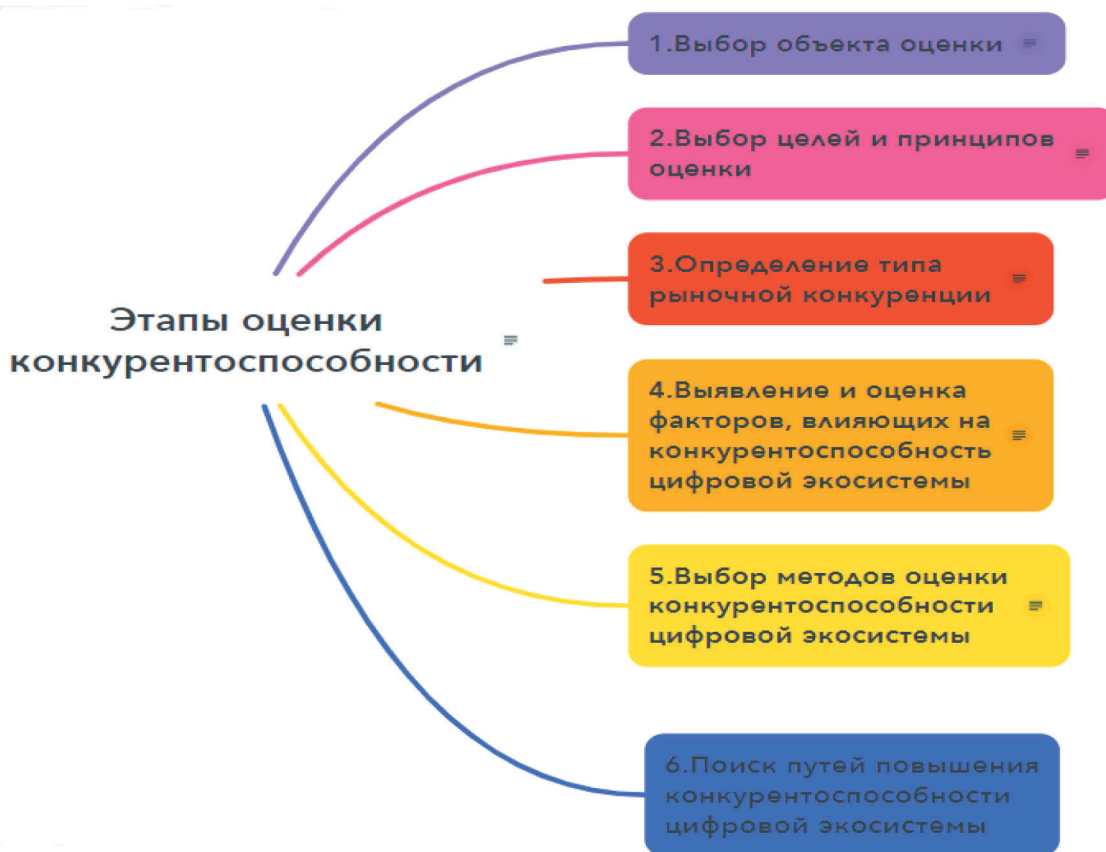 1.Выбор объекта оценки
2.Выбор целей и принципов
оценки
3.Определение типа
рыночной конкуренции
Этапы оценки
конкурентоспособности
4.Выявление и оценка
факторов, влияющих на
конкурентоспособность
цифровой экосистемы
5.Выбор методов оценки
конкурентоспособности
цифровой экосистемы
6.Поиск путей повышения
конкурентоспособности
цифровой экосистемы